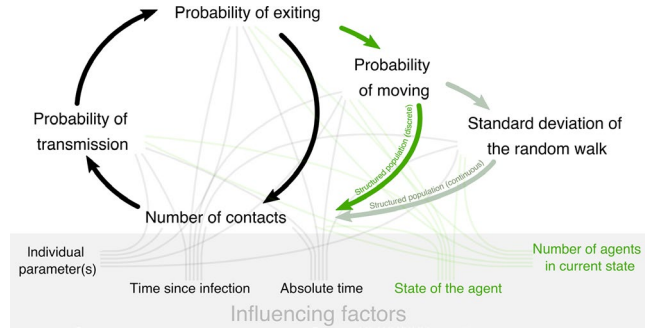 Probability of exiting
Probability
of moving
Probability of
transmission
Standard deviation of
the random walk
Structured population (discrete)
Structured population (continuous)
Number of contacts
Individual
parameter(s)
Number of agents
in current state
Time since infection
Absolute time
State of the agent
Influencing factors